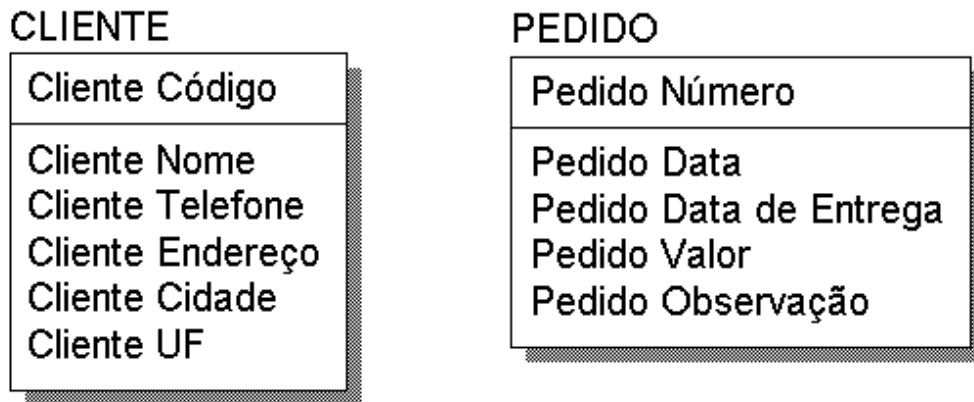 CLIENTE
Cliente Código
Cliente Nome
Cliente Telefone
Cliente Endereço
Cliente Cidade
Cliente UF
PEDIDO
Pedido Número
Pedido Data
Pedido Data de Entrega
Pedido Valor
Pedido Observação